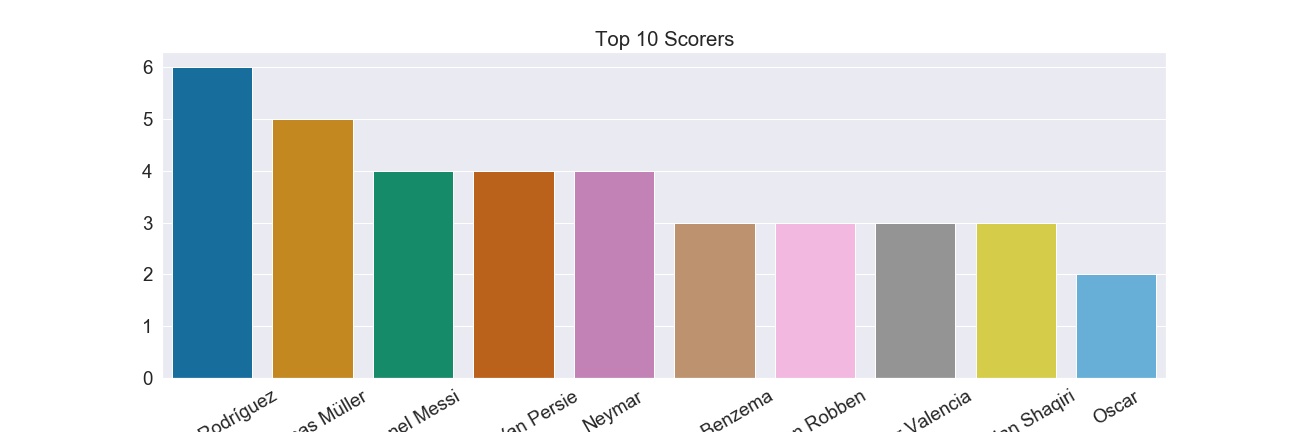 Top 10 Scorers
6
5
4
3
2
1
0
Rodríguez
Müller
Messi
Persie
Neymar
Benzema
Robben
Valencia
Shaqiri
Oscar